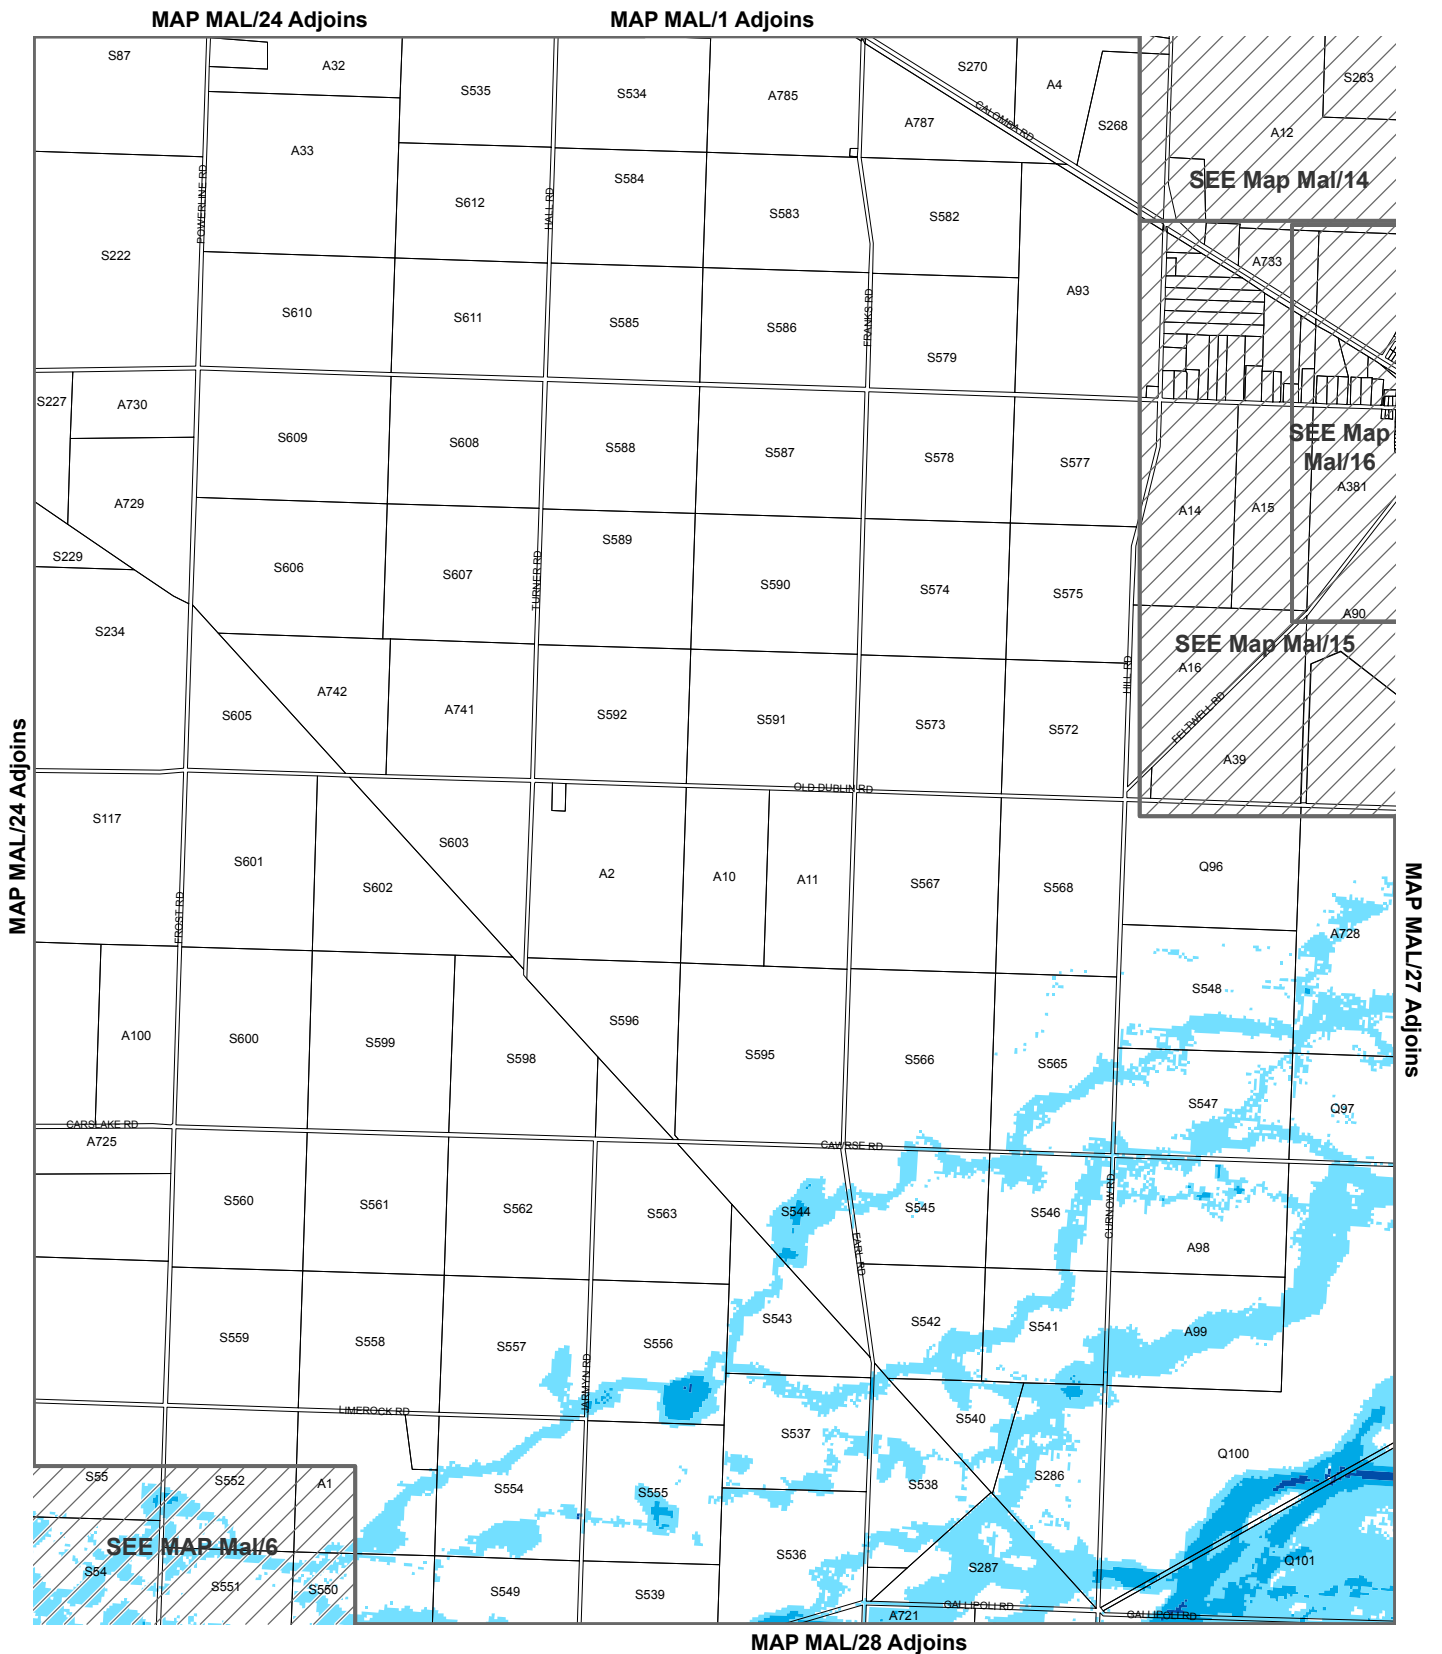 MAP MAL/24 Adjoins
MAP MAL/1 Adjoins
S87
A32
S535
S534
A785
S270
A4
S263
CALOMBA RD
A787
S268
A12
A33
SEE Map Mal/14
POWERLINE RD
HALL RD
S584
S612
S583
S582
S222
A733
A93
S610
S611
S585
S586
FRANKS RD
S579
S227
A730
S609
S608
S588
S587
S578
S577
SEE Map
Mal/16
A381
A729
A14
A15
S229
S589
S606
S607
TURNER RD
S590
S574
S575
A90
S234
SEE Map Mal/15
A16
HILL RD
A742
S605
A741
S592
S591
S573
S572
FELTWELL RD
A39
MAP MAL/24 Adjoins
OLD DUBLIN RD
S117
S601
S603
S602
A2
A10
A11
S567
S568
Q96
MAP MAL/27 Adjoins
FROST RD
A728
S548
A100
S600
S599
S598
S596
S595
S566
S565
S547
Q97
CARSLAKE RD
A725
CAWRSE RD
S560
S561
S562
S563
S544
S545
S546
CURNOW RD
A98
EARL RD
S559
S558
S557
S556
S543
S542
S541
A99
JARMYN RD
LIMEROCK RD
S537
S540
Q100
S55
S552
A1
S554
S555
S538
S286
SEE MAP Mal/6
S54
S551
S550
S549
S539
S536
S287
Q101
A721
GALLIPOLI RD
GALLIPOLI RD
MAP MAL/28 Adjoins